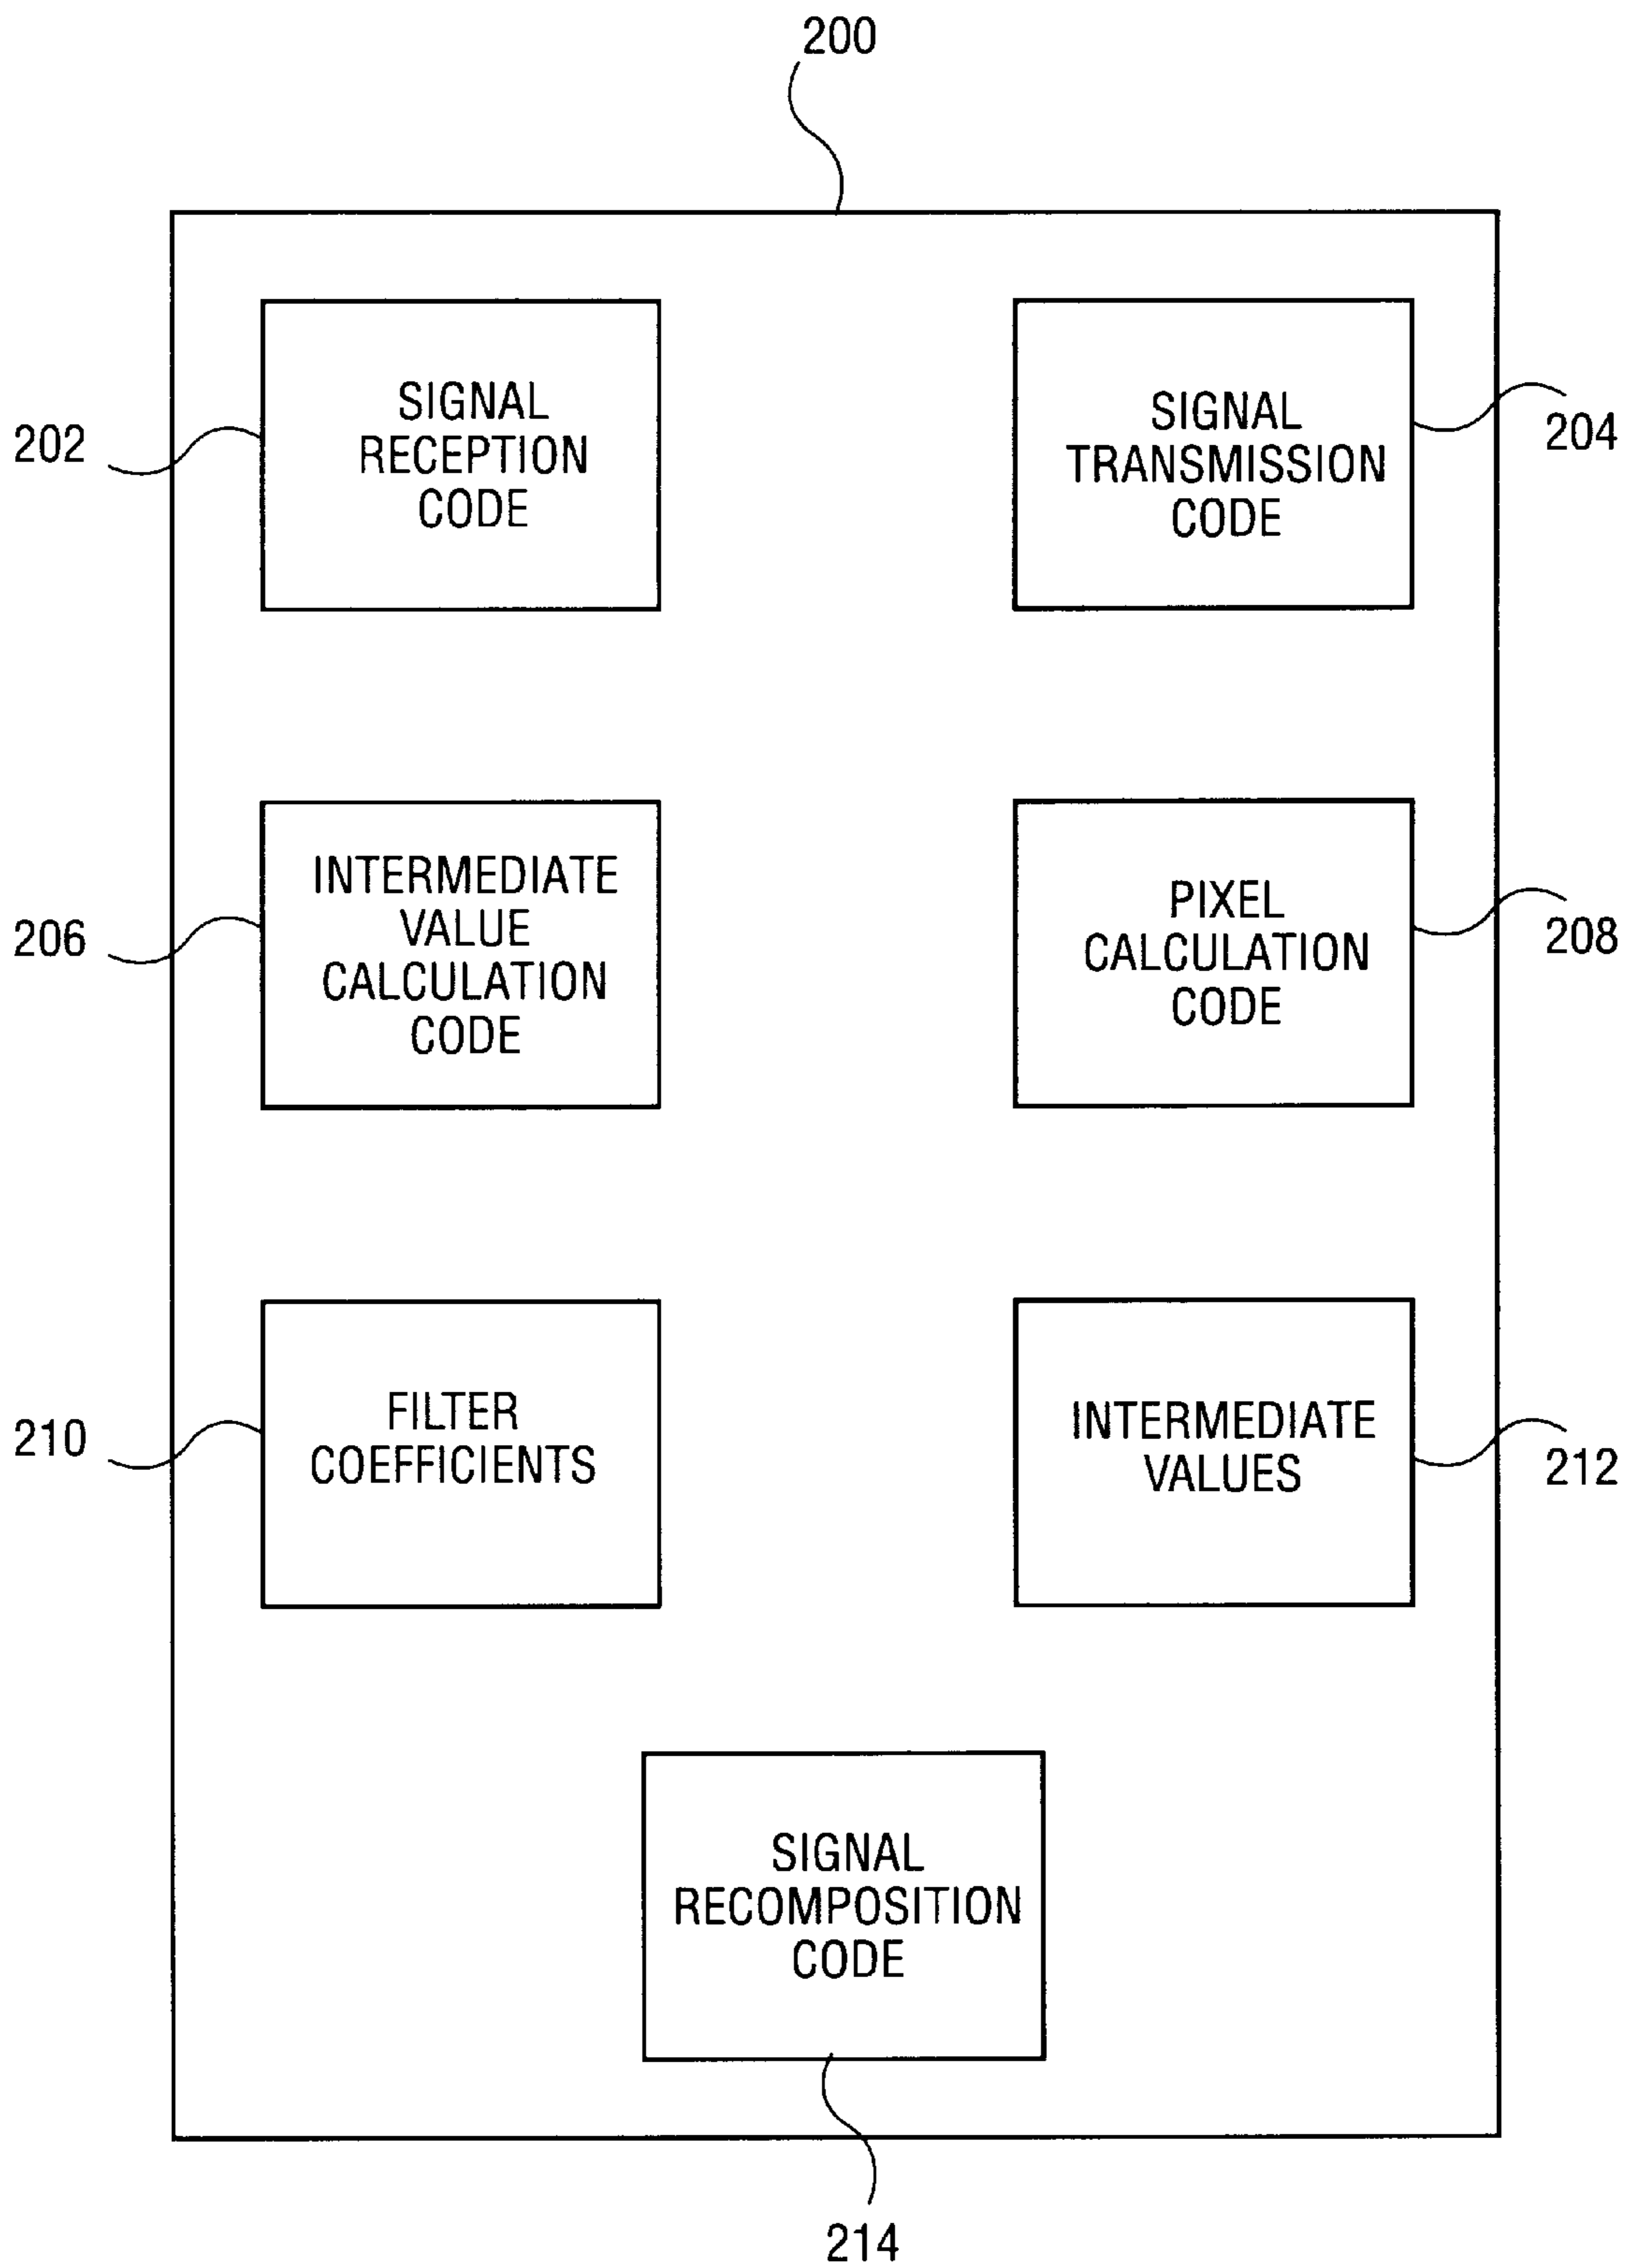 200
SIGNAL
RECEPTION
CODE
202
SIGNAL
TRANSMISSION
CODE
204
INTERMEDIATE
VALUE
CALCULATION
CODE
206
PIXEL
CALCULATION
CODE
208
FILTER
COEFFICIENTS
210
INTERMEDIATE
VALUES
212
SIGNAL
RECOMPOSITION
CODE
214